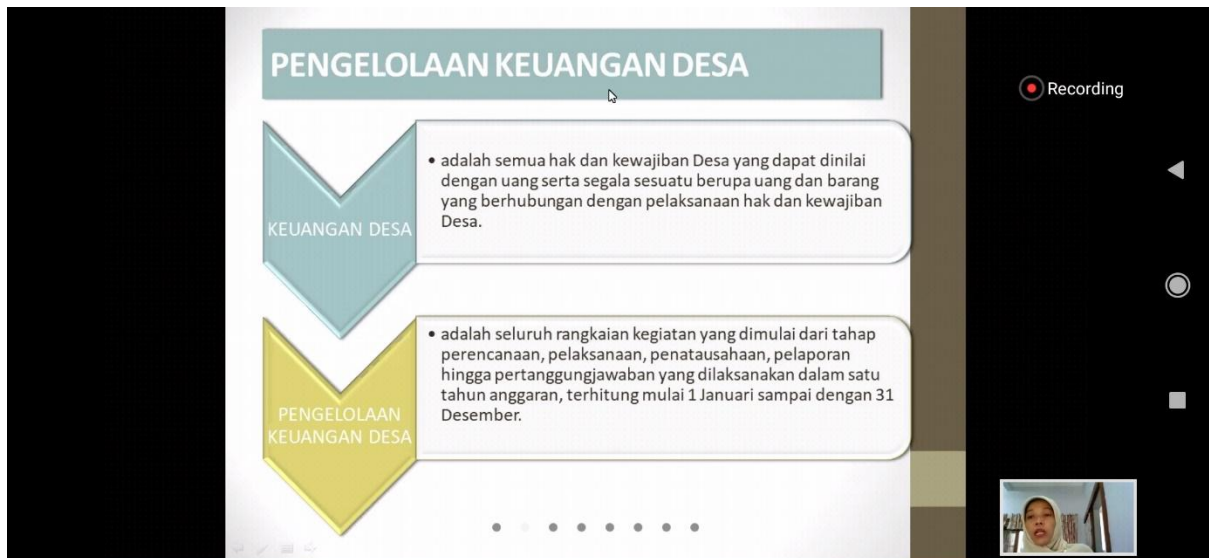 PENGELOLAAN KEUANGAN DESA
Recording
KEUANGAN DESA
• adalah semua hak dan kewajiban Desa yang dapat dinilai
dengan uang serta segala sesuatu berupa uang dan barang
yang berhubungan dengan pelaksanaan hak dan kewajiban
Desa.
PENGELOLAAN
KEUANGAN DESA
• adalah seluruh rangkaian kegiatan yang dimulai dari tahap
perencanaan, pelaksanaan, penatausahaan, pelaporan
hingga pertanggungjawaban yang dilaksanakan dalam satu
tahun anggaran, terhitung mulai 1 Januari sampai dengan 31
Desember.